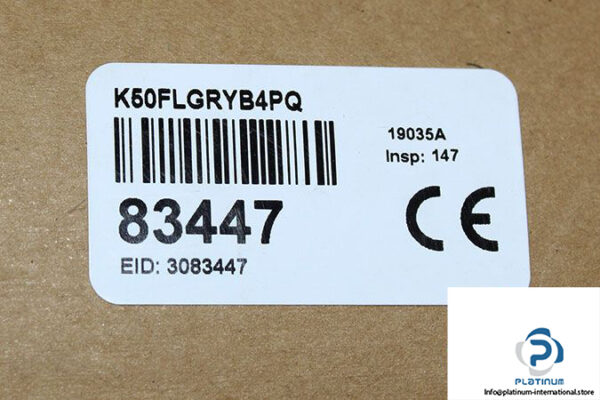 K50FLGRYB4PQ
19035A
Insp: 147
83447
CE
EID: 3083447
PLATINUM
Info@platinum-international.store